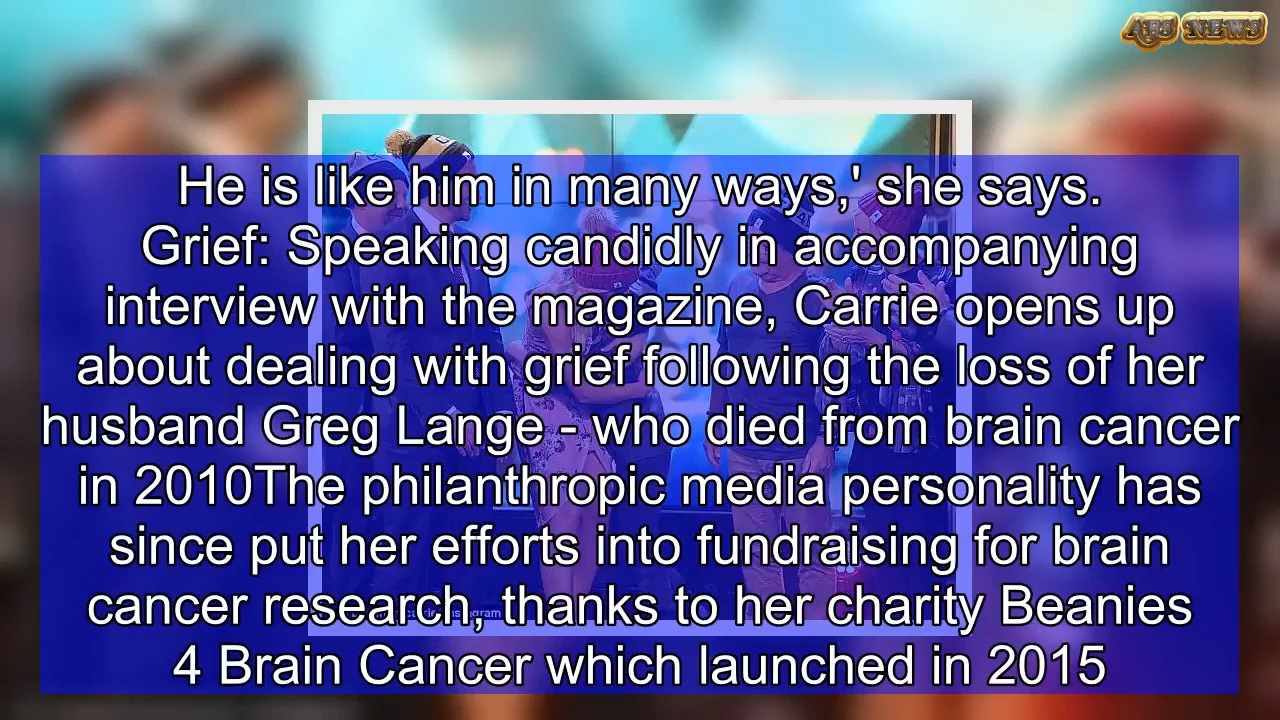 ABS NEWS
He is like him in many ways,' she says.
Grief: Speaking candidly in accompanying
interview with the magazine, Carrie opens up
about dealing with grief following the loss of her
husband Greg Lange - who died from brain cancer
in 2010The philanthropic media personality has
since put her efforts into fundraising for brain
cancer research, thanks to her charity Beanies
4 Brain Cancer which launched in 2015